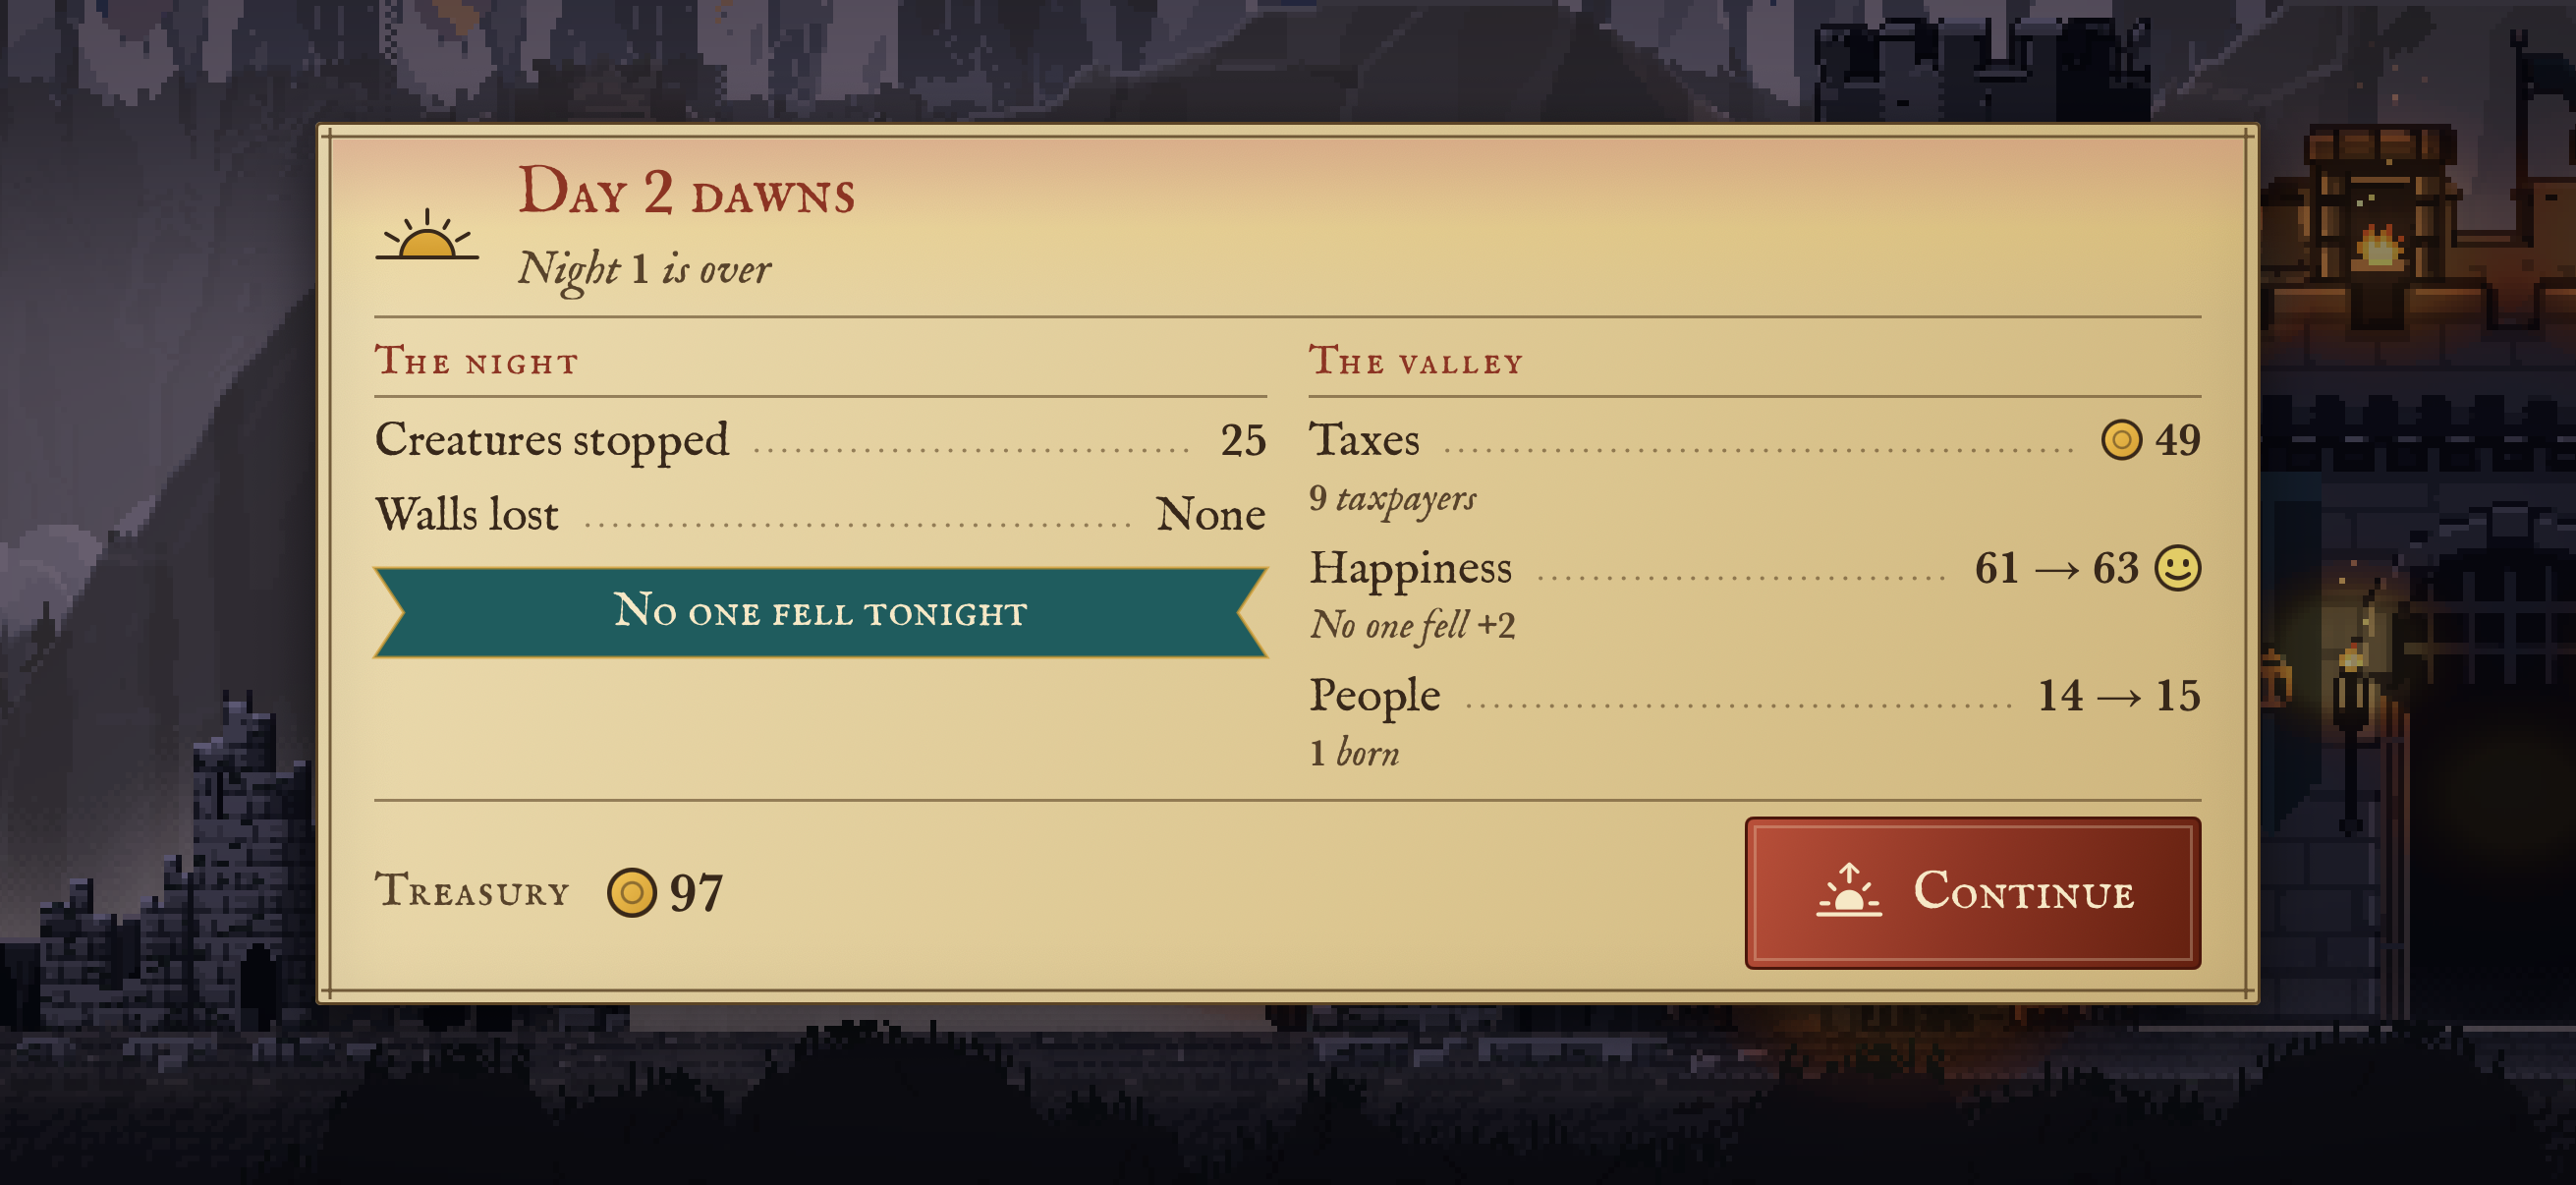 Day 2 dawns
Night 1 is over
The night
Creatures stopped 25
Walls lost None
No one fell tonight
The valley
Taxes 49
9 taxpayers
Happiness 61 → 63
No one fell +2
People 14 → 15
1 born
Treasury 97
Continue